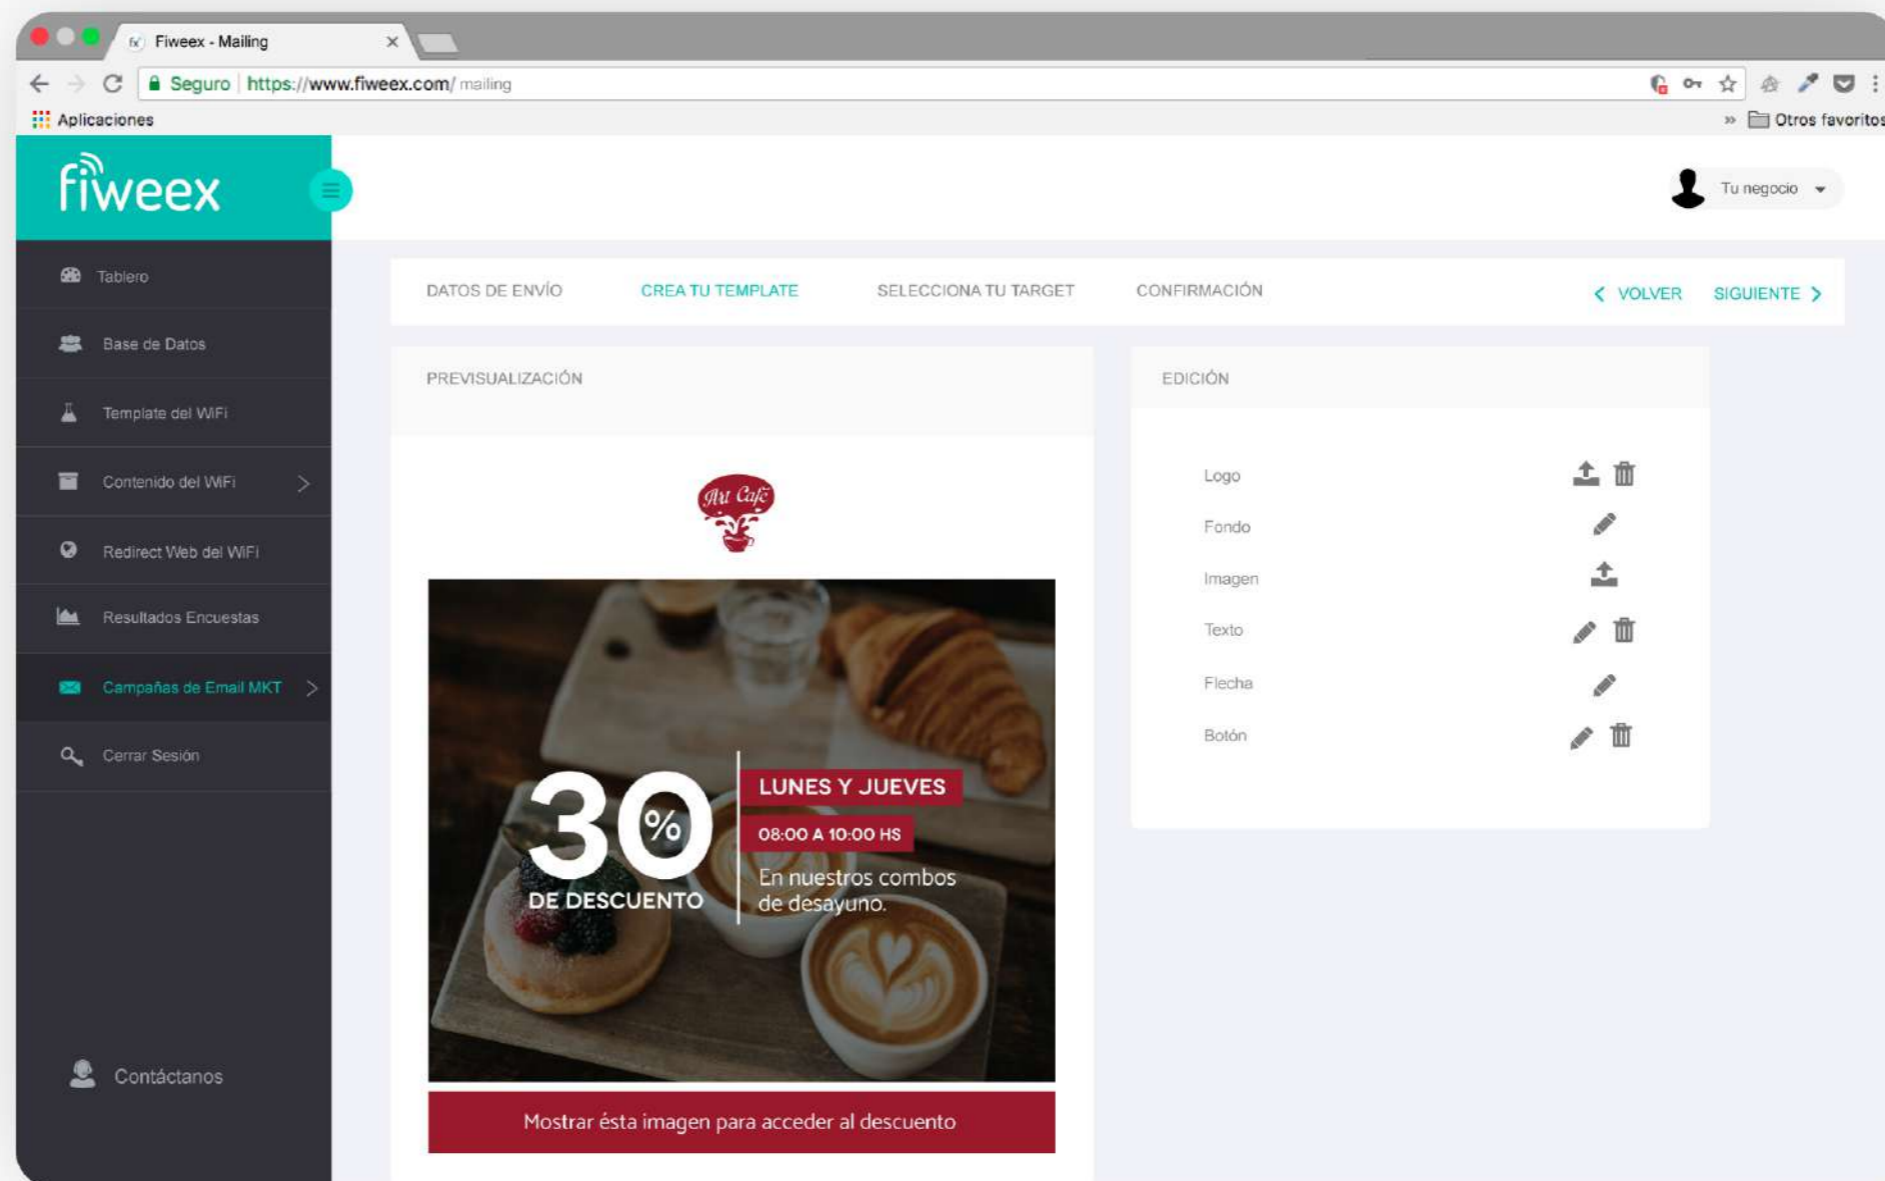 Fiweex - Mailing
Seguro https://www.fiweex.com/mailing
Aplicaciones
Otros favoritos
fiweex
Tu negocio
Tablero
Base de Datos
Template del WiFi
Contenido del WiFi
Redirect Web del WiFi
Resultados Encuestas
Campañas de Email MKT
Cerrar Sesión
Contáctanos
DATOS DE ENVÍO CREA TU TEMPLATE SELECCIONA TU TARGET CONFIRMACIÓN VOLVER SIGUIENTE
PREVISUALIZACIÓN
Art Café
30%
DE DESCUENTO
LUNES Y JUEVES
08:00 A 10:00 HS
En nuestros combos
de desayuno.
Mostrar ésta imagen para acceder al descuento
EDICIÓN
Logo
Fondo
Imagen
Texto
Flecha
Botón